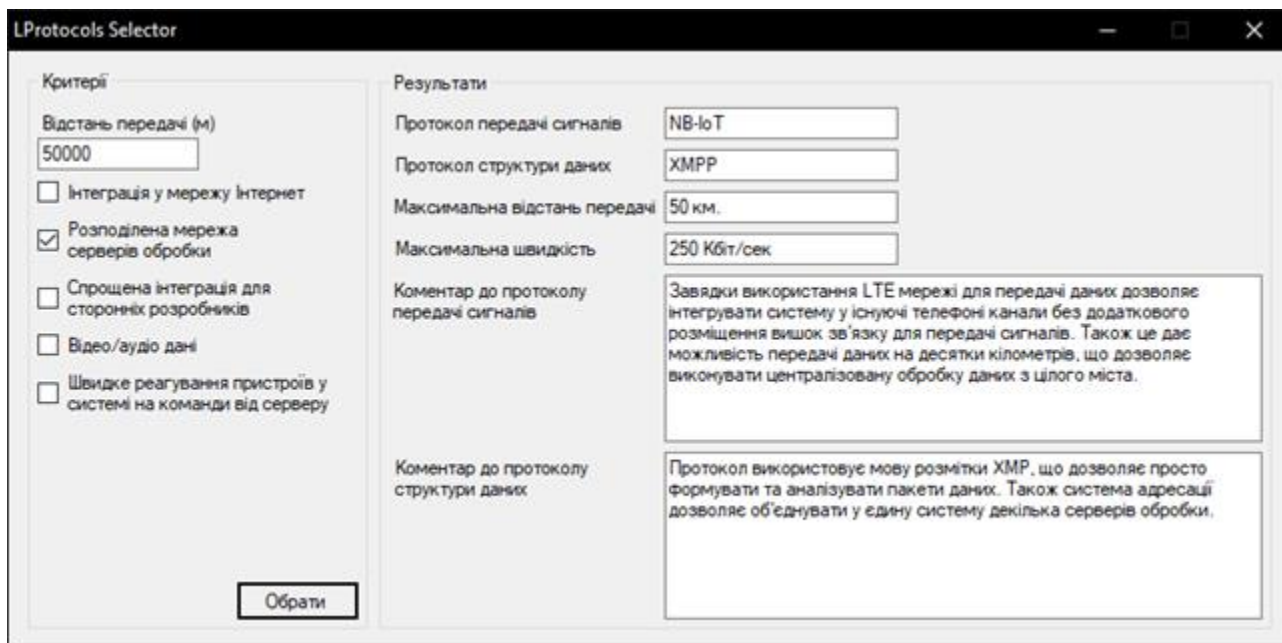 LProtocols Selector
Критерії
Відстань передачі (м)
50000
Інтеграція у мережу Інтернет
Розподілена мережа
серверів обробки
Спрощена інтеграція для
сторонніх розробників
Відео/аудіо дані
Швидке реагування пристроїв у
системі на команди від серверу
Обрати
Результати
Протокол передачі сигналів
NB-IoT
Протокол структури даних
XMPP
Максимальна відстань передачі
50 км.
Максимальна швидкість
250 Кбіт/сек
Коментар до протоколу
передачі сигналів
Завядки використання LTE мережі для передачі даних дозволяє
інтегрувати систему у існуючі телефоні канали без додаткового
розміщення вишок зв'язку для передачі сигналів. Також це дає
можливість передачі даних на десятки кілометрів, що дозволяє
виконувати централізовану обробку даних з цілого міста.
Коментар до протоколу
структури даних
Протокол використовує мову розмітки XMP, що дозволяє просто
формувати та аналізувати пакети даних. Також система адресації
дозволяє об'єднувати у єдину систему декілька серверів обробки.